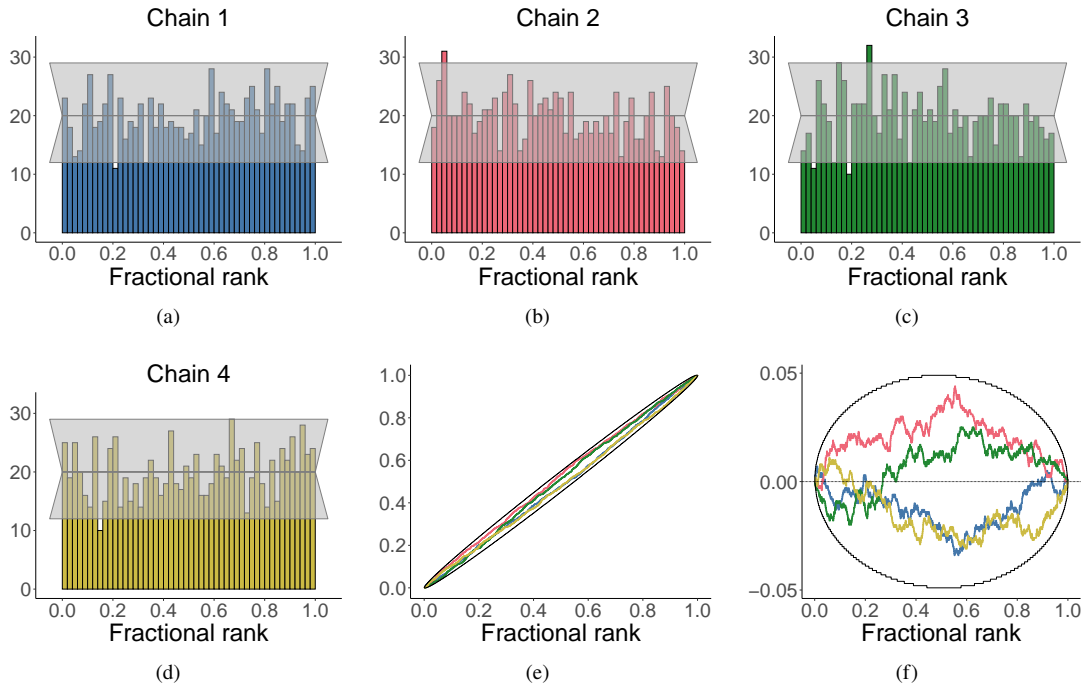 Chain 1
Chain 2
Chain 3
30
20
10
0
0.0 0.2 0.4 0.6 0.8 1.0
Fractional rank
30
20
10
0
0.0 0.2 0.4 0.6 0.8 1.0
Fractional rank
30
20
10
0
0.0 0.2 0.4 0.6 0.8 1.0
Fractional rank
(a)
(b)
(c)
Chain 4
30
20
10
0
0.0 0.2 0.4 0.6 0.8 1.0
Fractional rank
1.0
0.8
0.6
0.4
0.2
0.0
0.0 0.2 0.4 0.6 0.8 1.0
Fractional rank
0.05
0.00
−0.05
0.0 0.2 0.4 0.6 0.8 1.0
Fractional rank
(d)
(e)
(f)